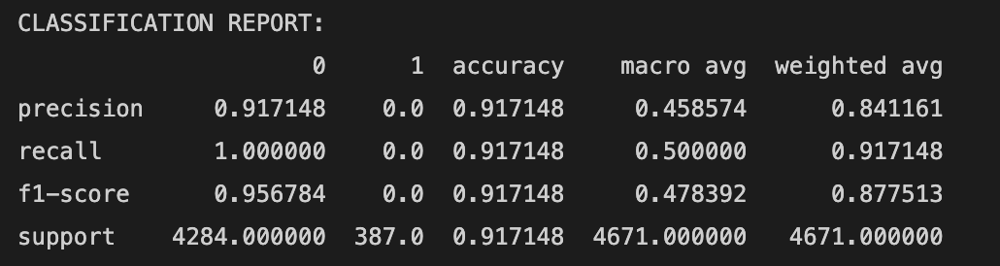 CLASSIFICATION REPORT:
0 1 accuracy macro avg weighted avg
precision 0.917148 0.0 0.917148 0.458574 0.841161
recall 1.000000 0.0 0.917148 0.500000 0.917148
f1-score 0.956784 0.0 0.917148 0.478392 0.877513
support 4284.000000 387.0 0.917148 4671.000000 4671.000000